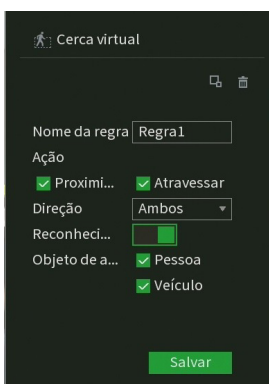 Cerca virtual
Nome da regra Regra1
Ação
Proximi... Atravessar
Direção Ambos
Reconheci...
Objeto de a... Pessoa
Veículo
Salvar